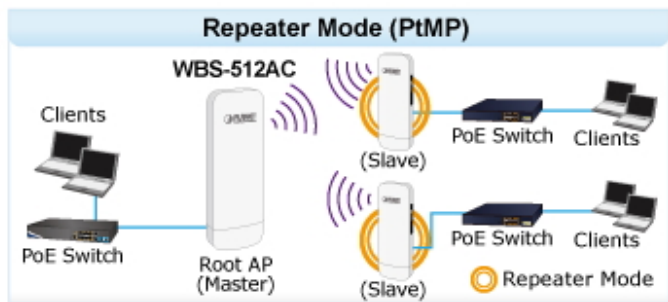 Repeater Mode (PtMP)
WBS-512AC
Clients
PoE Switch
Root AP
(Master)
PLANET
(Slave)
PoE Switch
Clients
(Slave)
PoE Switch
Clients
Repeater Mode